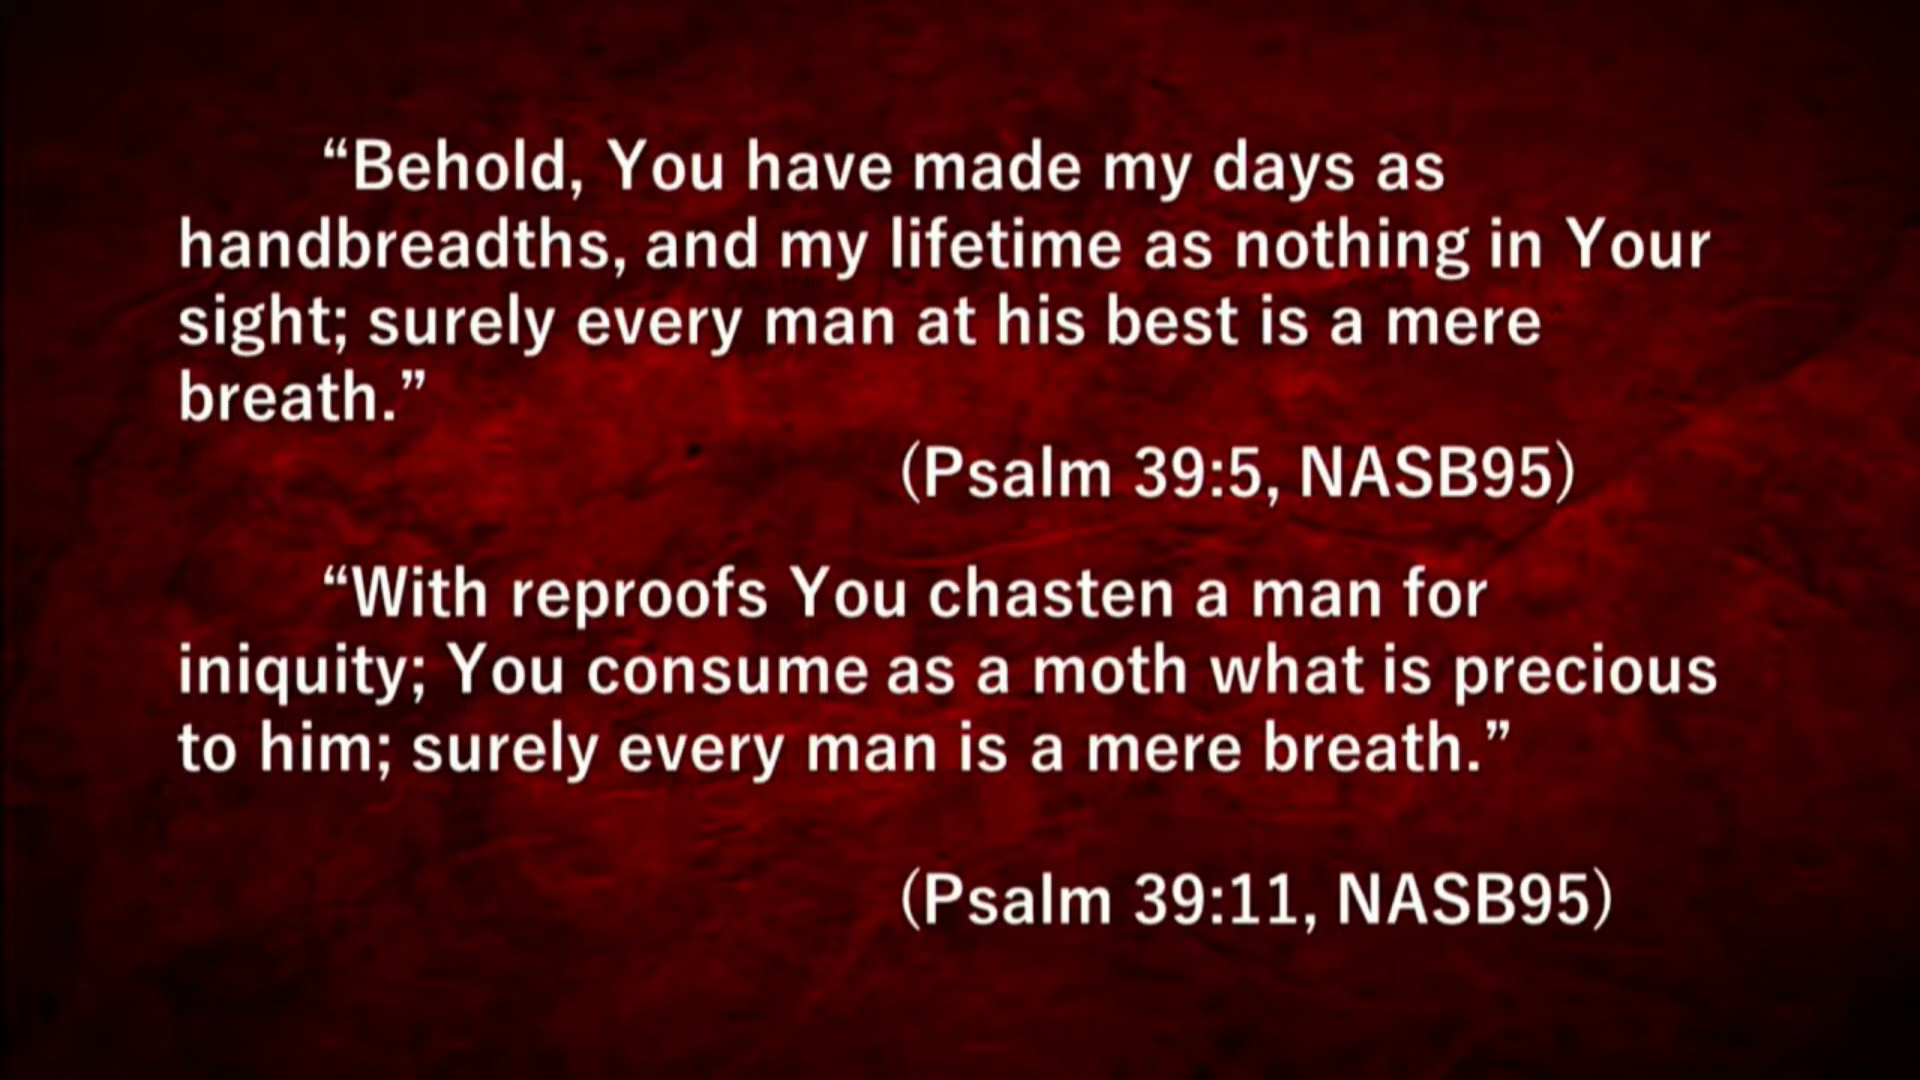 “Behold, You have made my days as
handbreadths, and my lifetime as nothing in Your
sight; surely every man at his best is a mere
breath.”
(Psalm 39:5, NASB95)
“With reproofs You chasten a man for
iniquity; You consume as a moth what is precious
to him; surely every man is a mere breath.”
(Psalm 39:11, NASB95)